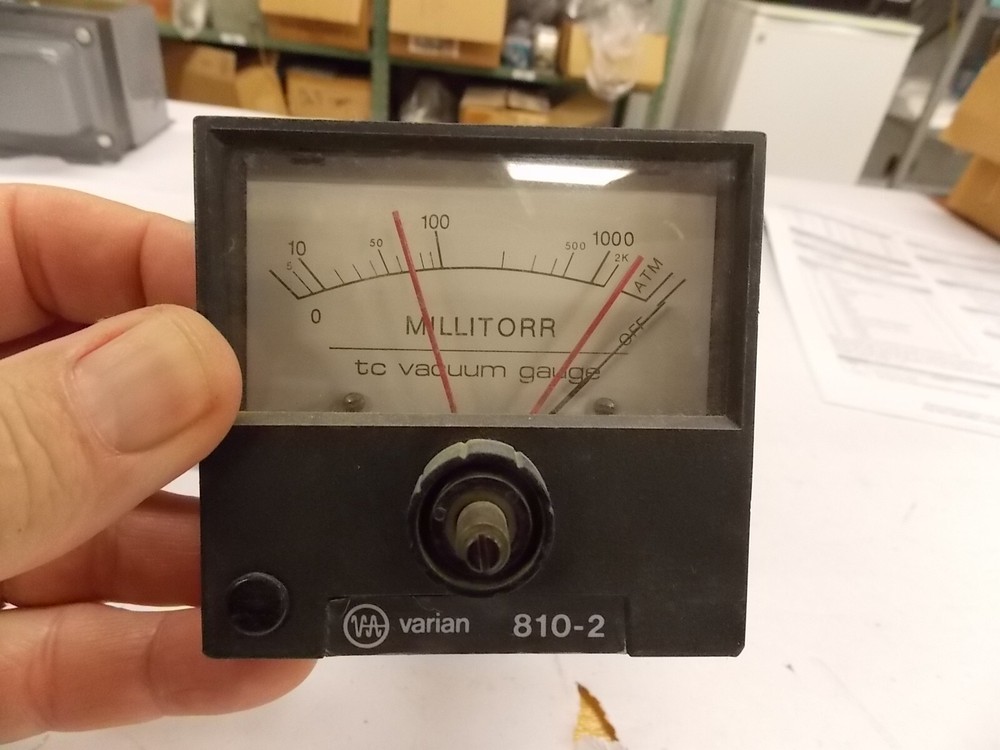 0 5 10 50 100 500 1000 2K ATM
OFF
MILLITORR
tc vacuum gauge
varian 810-2